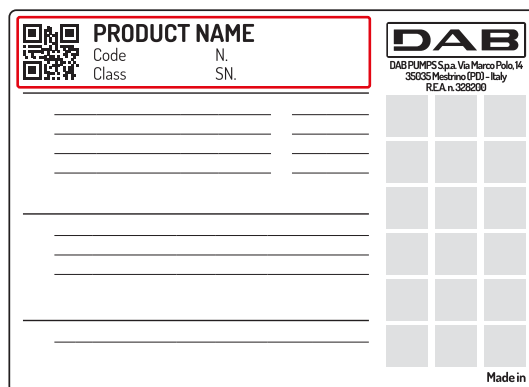 PRODUCT NAME
Code N.
Class SN.
DAB
DAB PUMPS S.p.a. Via Marco Polo, 14
35035 Mestrino (PD) - Italy
R.E.A. n. 328200
Made in